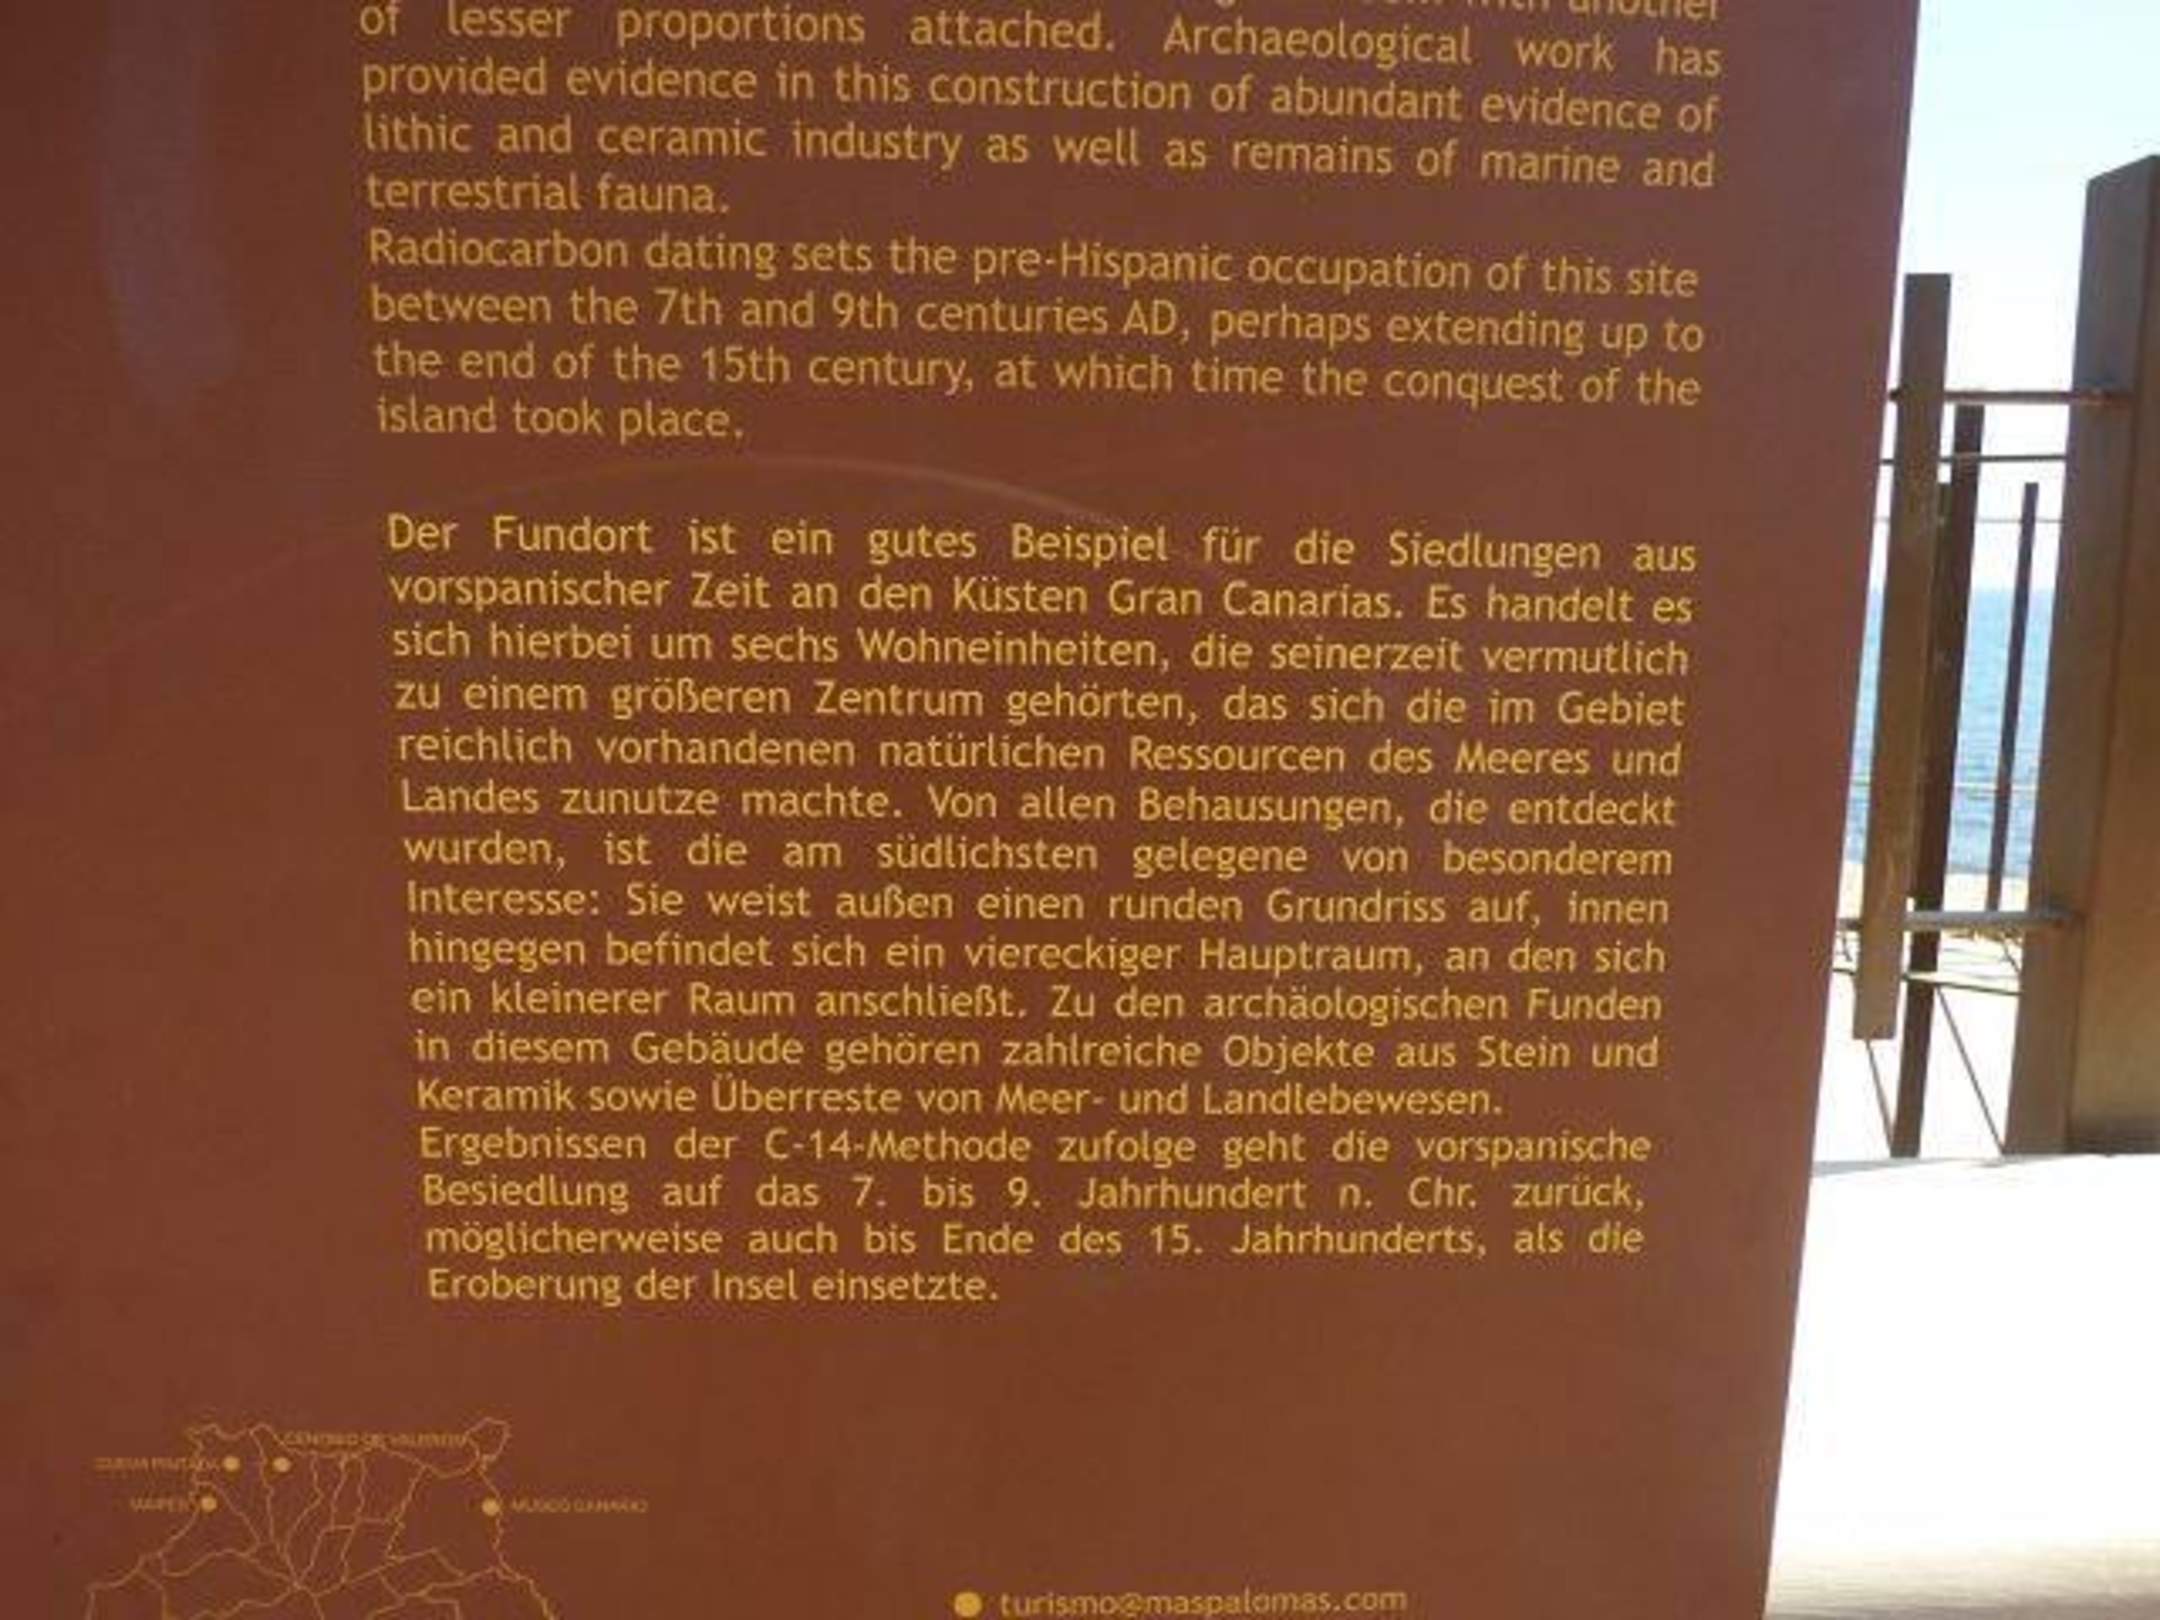 with another
of lesser proportions attached. Archaeological work has
provided evidence in this construction of abundant evidence of
lithic and ceramic industry as well as remains of marine and
terrestrial fauna.
Radiocarbon dating sets the pre-Hispanic occupation of this site
between the 7th and 9th centuries AD, perhaps extending up to
the end of the 15th century, at which time the conquest of the
island took place.
Der Fundort ist ein gutes Beispiel für die Siedlungen aus
vorspanischer Zeit an den Küsten Gran Canarias. Es handelt es
sich hierbei um sechs Wohneinheiten, die seinerzeit vermutlich
zu einem größeren Zentrum gehörten, das sich die im Gebiet
reichlich vorhandenen natürlichen Ressourcen des Meeres und
Landes zunutze machte. Von allen Behausungen, die entdeckt
wurden, ist die am südlichsten gelegene von besonderem
Interesse: Sie weist außen einen runden Grundriss auf, innen
hingegen befindet sich ein viereckiger Hauptraum, an den sich
ein kleinerer Raum anschließt. Zu den archäologischen Funden
in diesem Gebäude gehören zahlreiche Objekte aus Stein und
Keramik sowie Überreste von Meer- und Landlebewesen.
Ergebnissen der C-14-Methode zufolge geht die vorspanische
Besiedlung auf das 7. bis 9. Jahrhundert n. Chr. zurück,
möglicherweise auch bis Ende des 15. Jahrhunderts, als die
Eroberung der Insel einsetzte.
CENOBIO DE VALERÓN
CUEVA PINTADA
MAIPÉS
MUSEO CANARIO
turismo@maspalomas.com